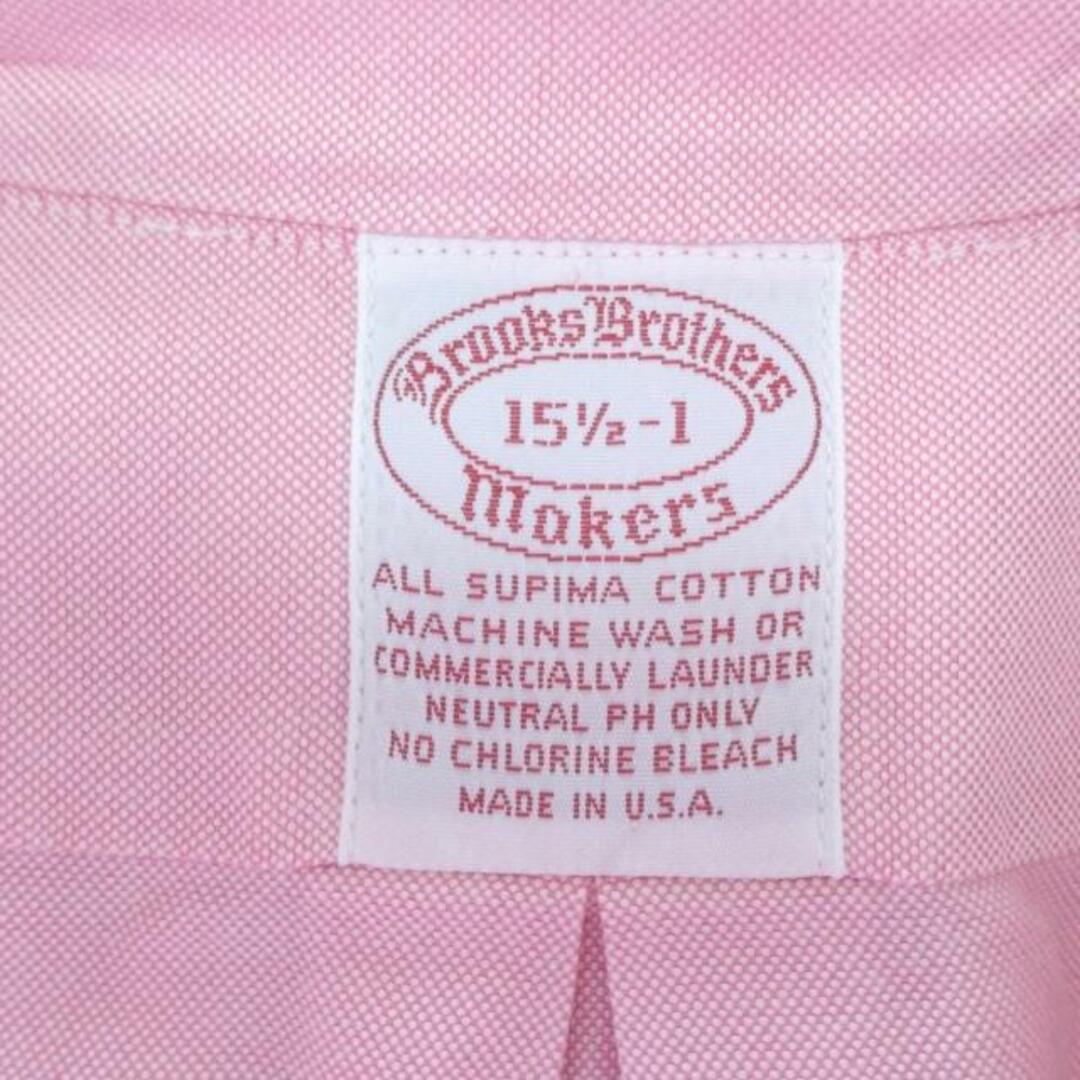 Brooks Brothers
15½-1
Makers
ALL SUPIMA COTTON
MACHINE WASH OR
COMMERCIALLY LAUNDER
NEUTRAL PH ONLY
NO CHLORINE BLEACH
MADE IN U.S.A.